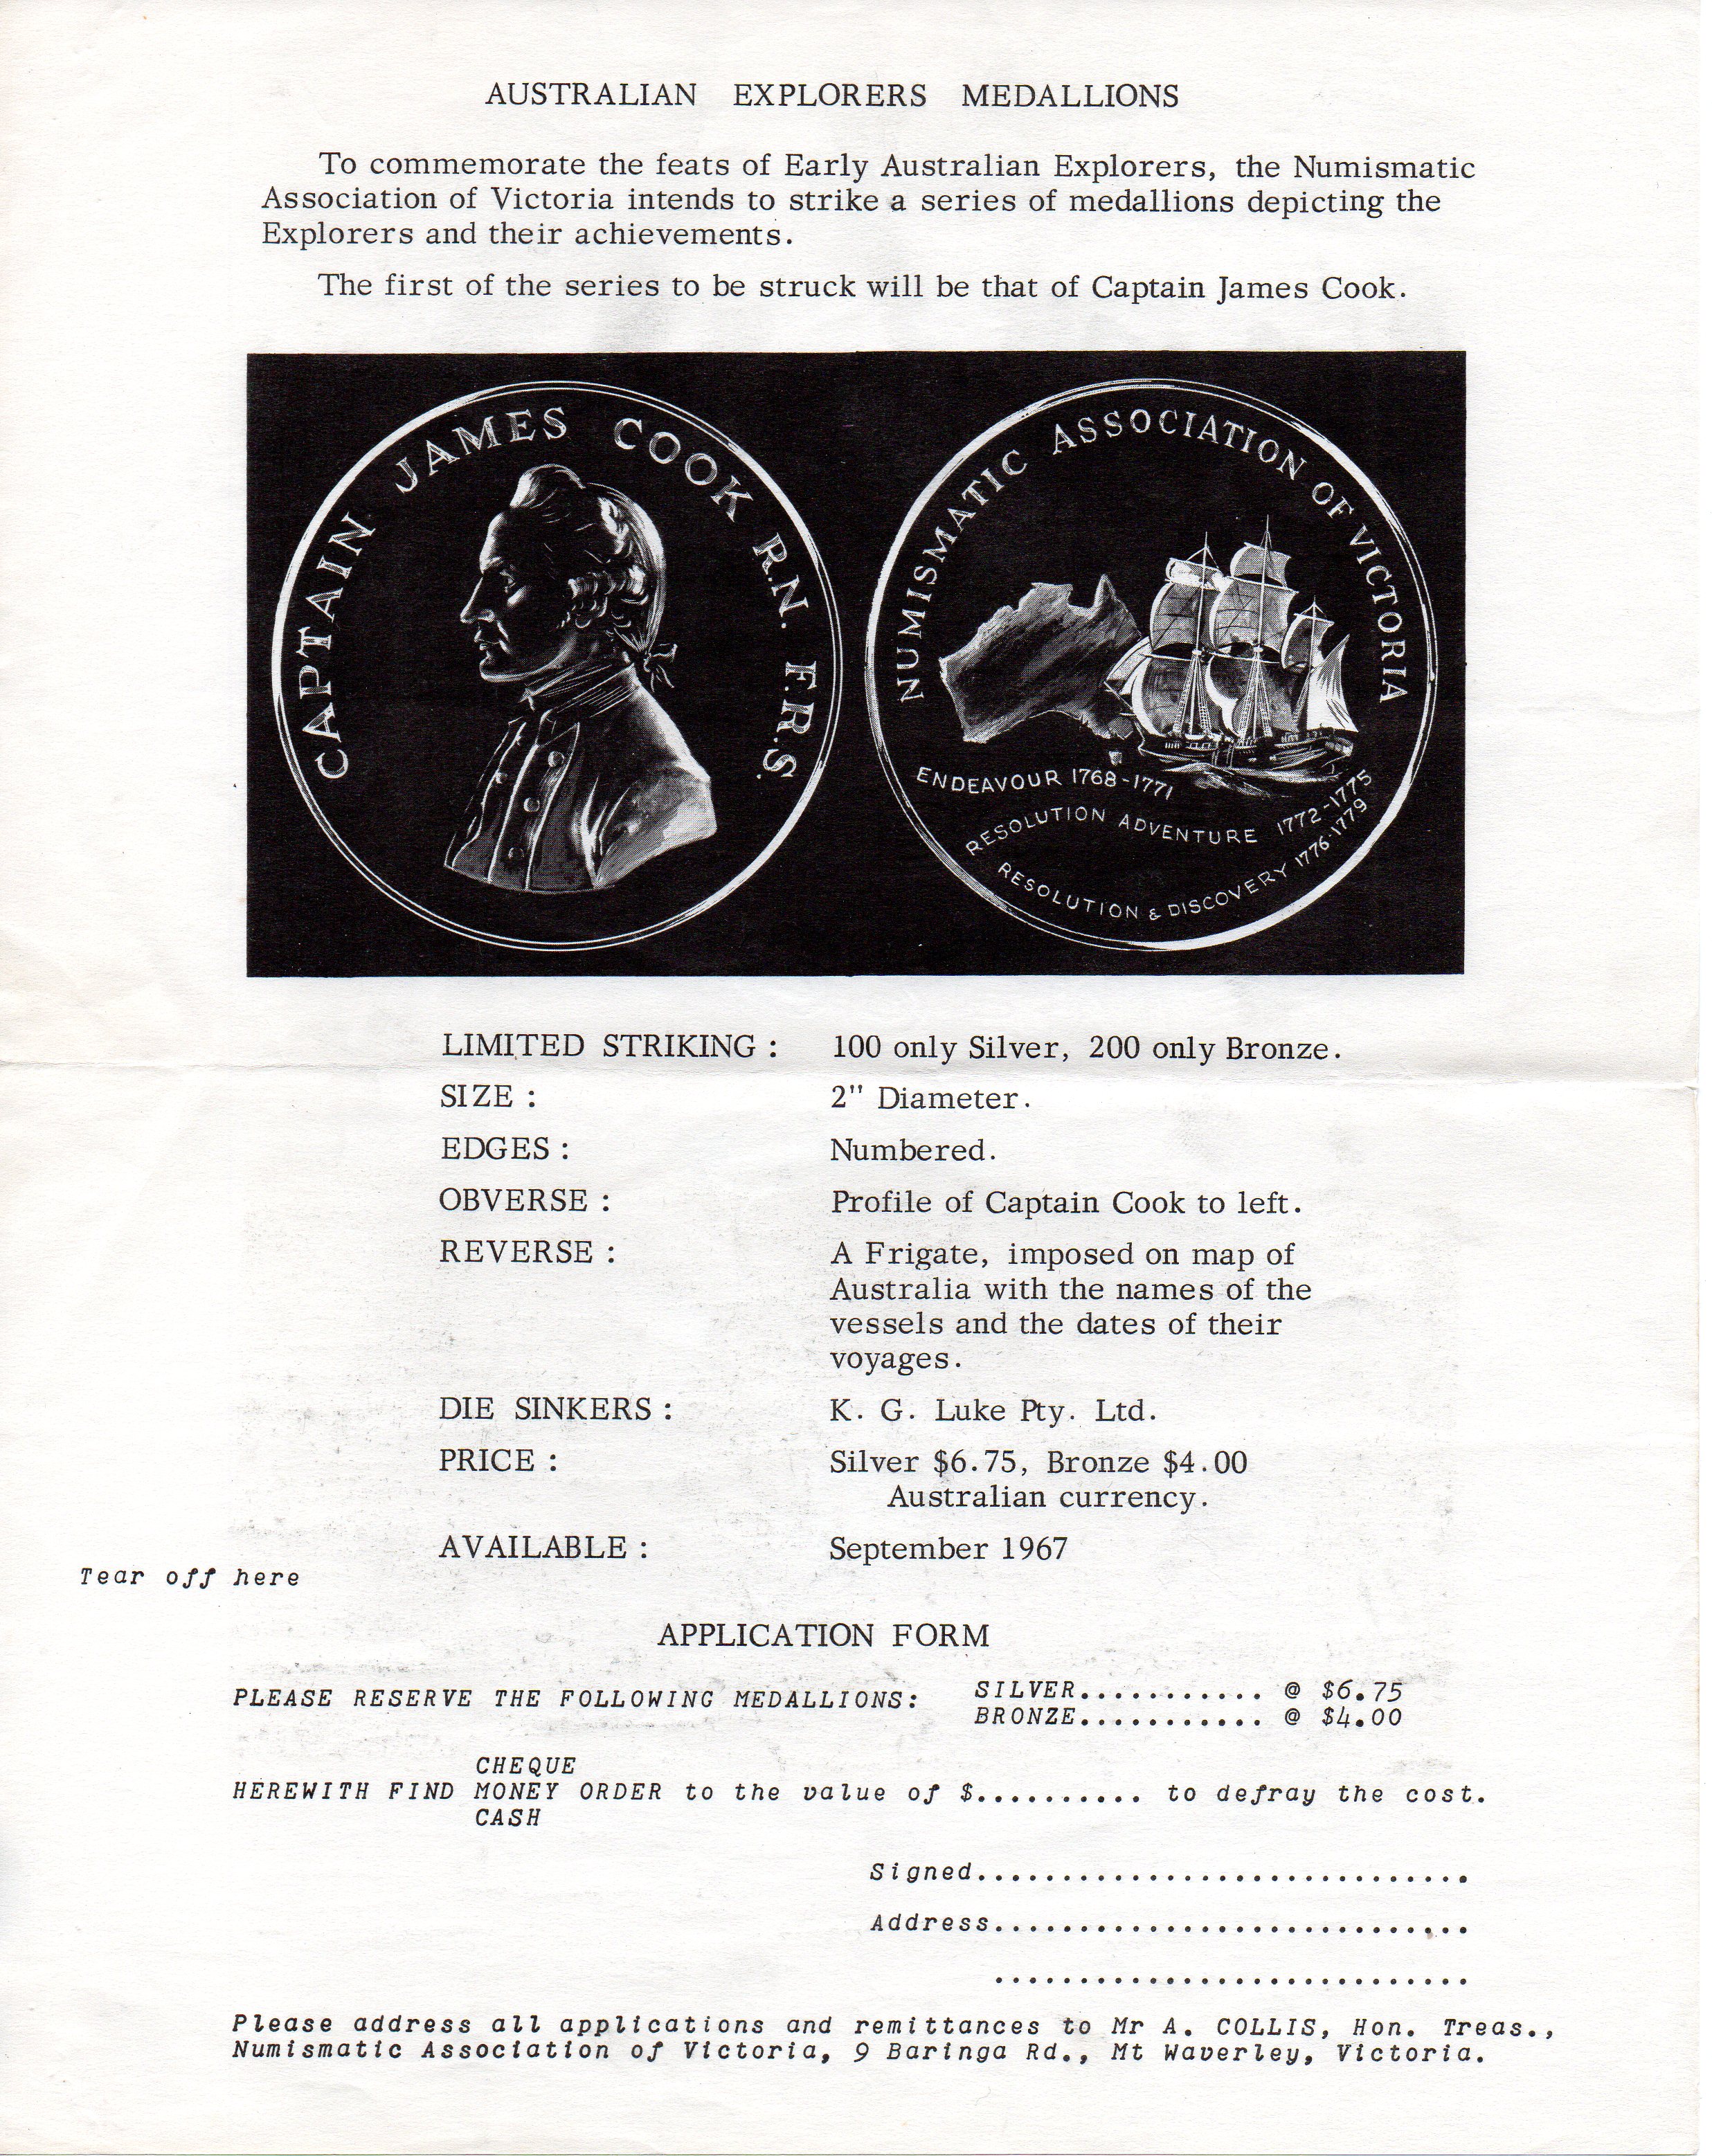 AUSTRALIAN EXPLORERS MEDALLIONS
To commemorate the feats of Early Australian Explorers, the Numismatic
Association of Victoria intends to strike a series of medallions depicting the
Explorers and their achievements.
The first of the series to be struck will be that of Captain James Cook.
CAPTAIN JAMES COOK R.N. F.R.S.
NUMISMATIC ASSOCIATION OF VICTORIA
ENDEAVOUR 1768-1771
RESOLUTION ADVENTURE 1772-1775
RESOLUTION & DISCOVERY 1776-1779
LIMITED STRIKING : 100 only Silver, 200 only Bronze.
SIZE : 2" Diameter.
EDGES : Numbered.
OBVERSE : Profile of Captain Cook to left.
REVERSE : A Frigate, imposed on map of
Australia with the names of the
vessels and the dates of their
voyages.
DIE SINKERS : K. G. Luke Pty. Ltd.
PRICE : Silver $6.75, Bronze $4.00
Australian currency.
AVAILABLE : September 1967
Tear off here
APPLICATION FORM
PLEASE RESERVE THE FOLLOWING MEDALLIONS: SILVER........... @ $6.75
BRONZE........... @ $4.00
CHEQUE
HEREWITH FIND MONEY ORDER to the value of $.......... to defray the cost.
CASH
Signed..............................
Address.............................
.............................
Please address all applications and remittances to Mr A. COLLIS, Hon. Treas.,
Numismatic Association of Victoria, 9 Baringa Rd., Mt Waverley, Victoria.